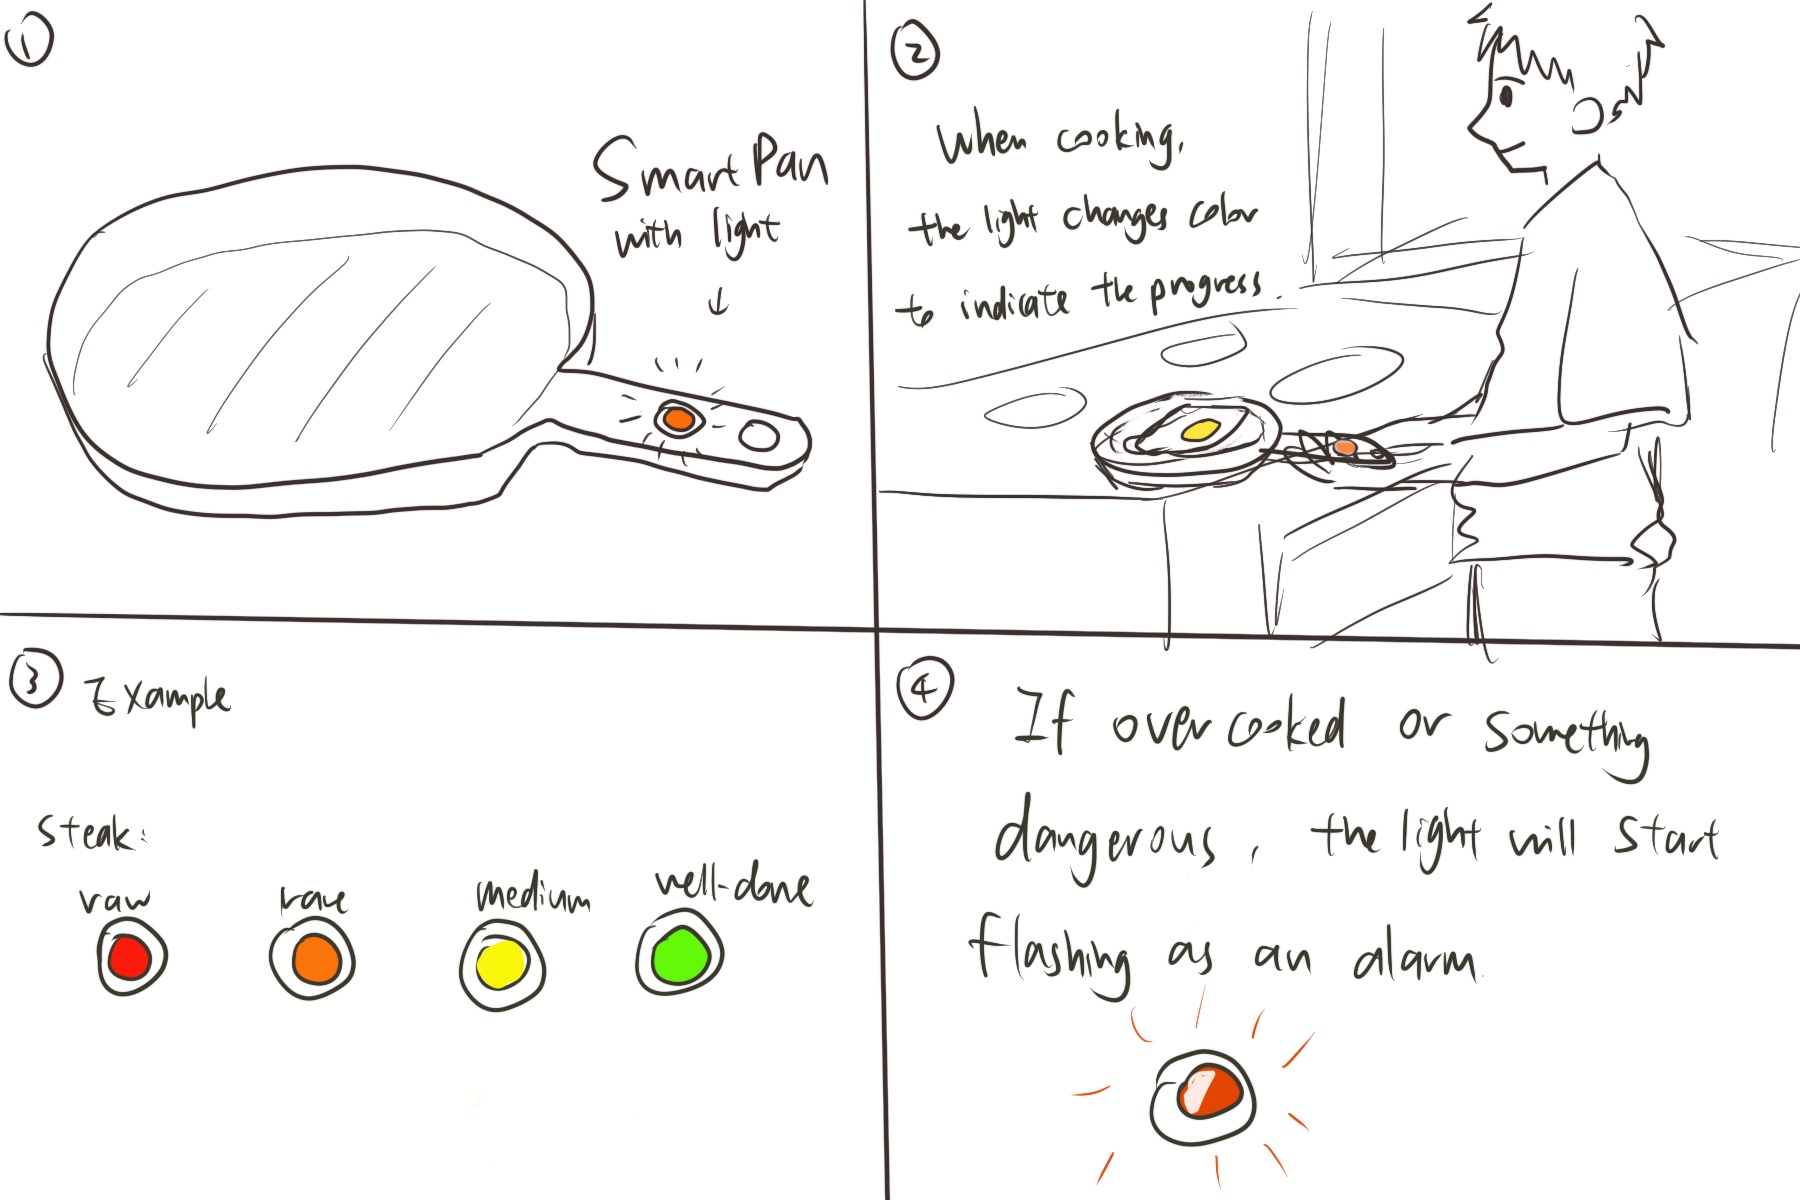 ①
Smart Pan
with light
②
When cooking,
the light changes color
to indicate the progress.
③ Example
Steak:
raw rare medium well-done
④
If overcooked or something
dangerous, the light will start
flashing as an alarm.